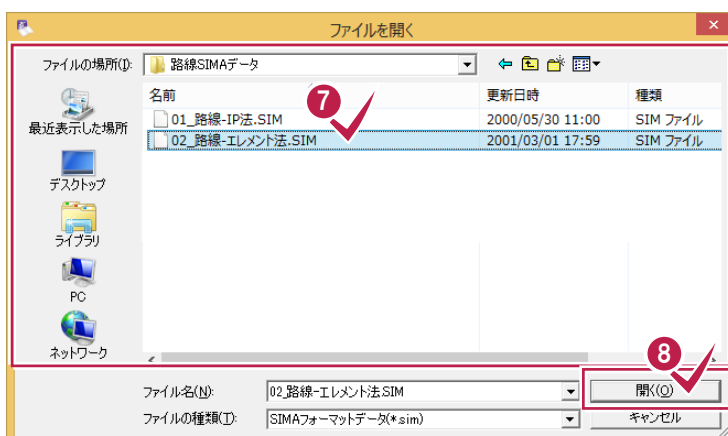 ファイルを開く
×
ファイルの場所(I):
路線SIMAデータ
名前 更新日時 種類
7
01_路線-IP法.SIM 2000/05/30 11:00 SIM ファイル
02_路線-エレメント法.SIM 2001/03/01 17:59 SIM ファイル
最近表示した場所
デスクトップ
ライブラリ
PC
ネットワーク
8
ファイル名(N): 02_路線-エレメント法.SIM 開く(O)
ファイルの種類(T): SIMAフォーマットデータ(*.sim) キャンセル